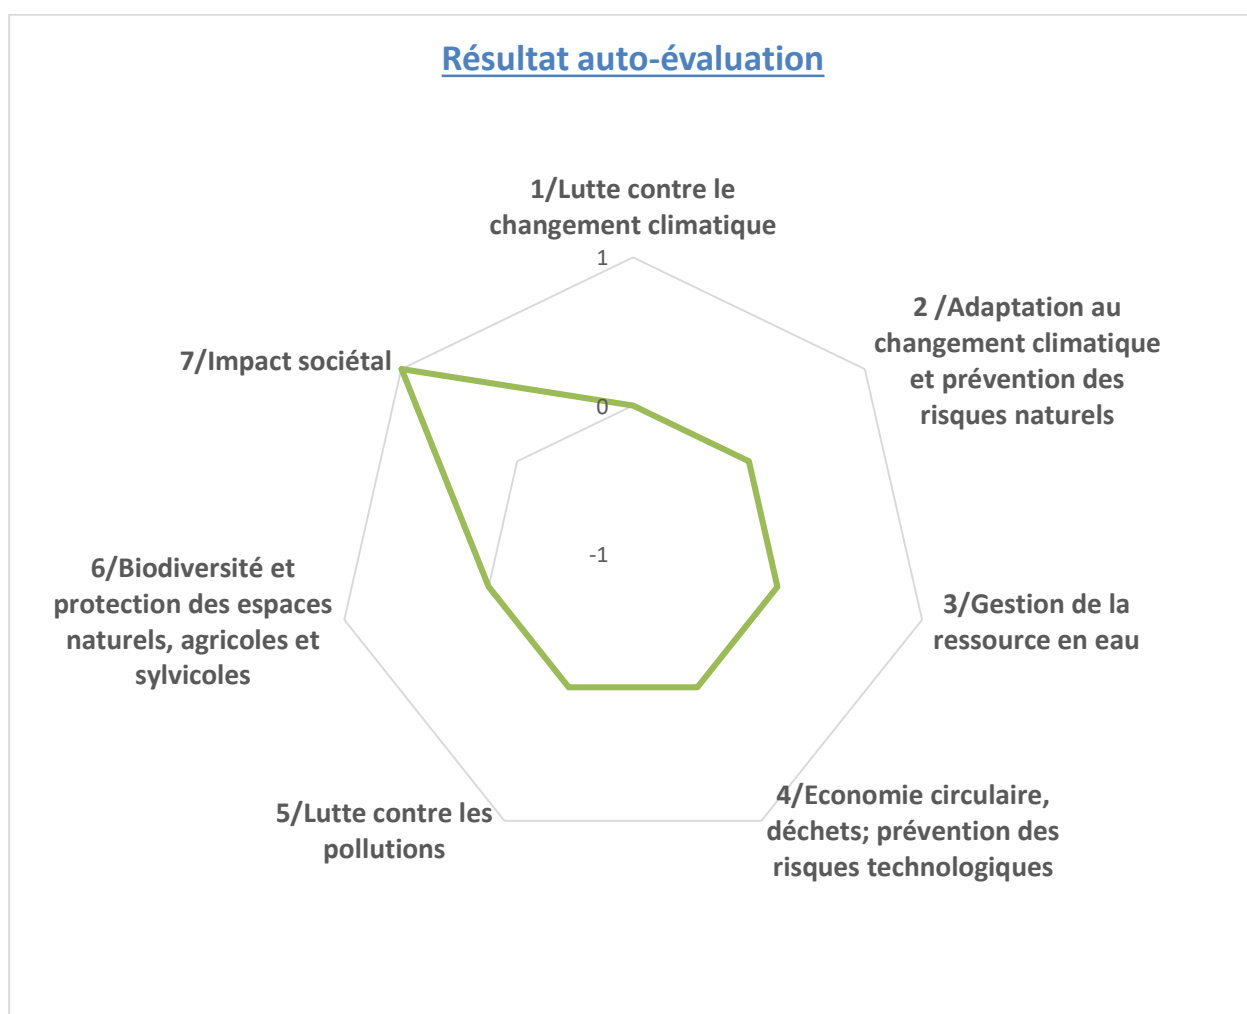 Résultat auto-évaluation
1/Lutte contre le
changement climatique
1
2 /Adaptation au
changement climatique
et prévention des
risques naturels
7/Impact sociétal
0
-1
6/Biodiversité et
protection des espaces
naturels, agricoles et
sylvicoles
3/Gestion de la
ressource en eau
5/Lutte contre les
pollutions
4/Economie circulaire,
déchets; prévention des
risques technologiques